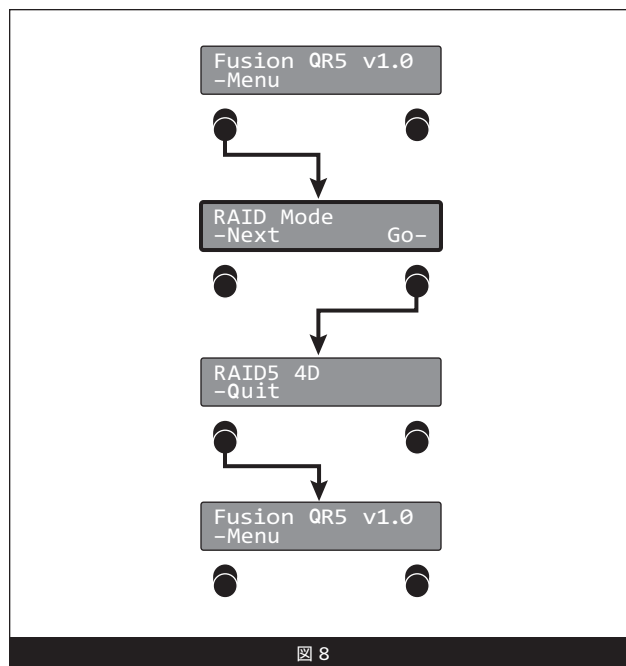 Fusion QR5 v1.0
–Menu
RAID Mode
–Next Go–
RAID5 4D
–Quit
Fusion QR5 v1.0
–Menu
図 8